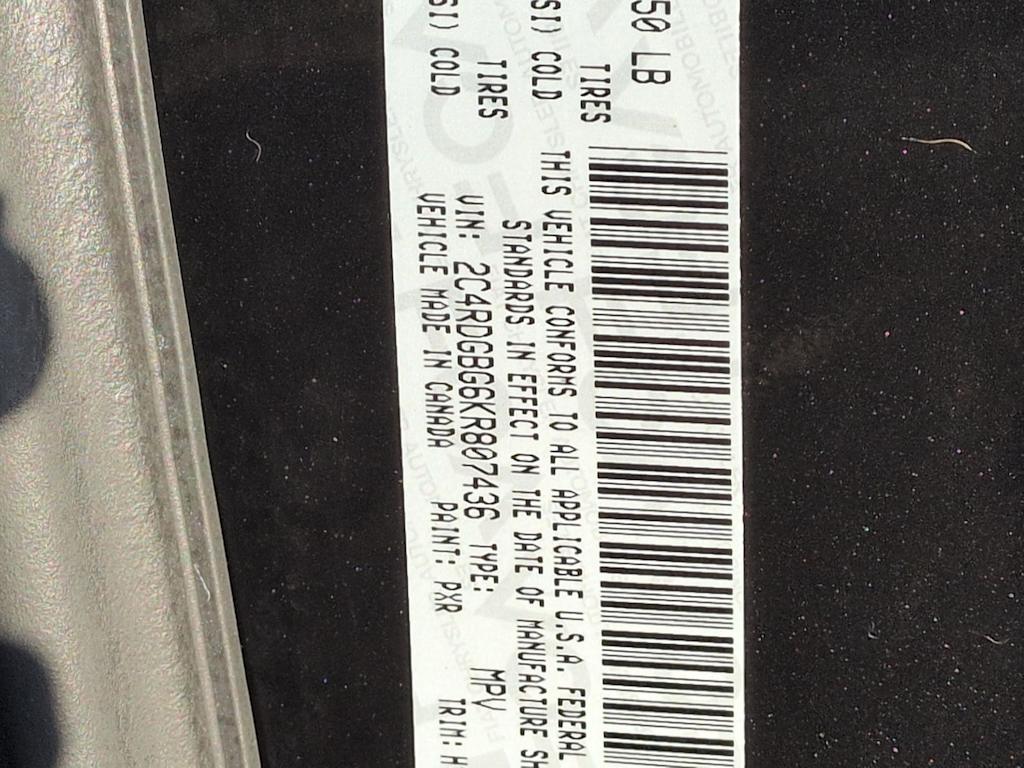 50 LB
TIRES
SI) COLD
TIRES
SI) COLD
THIS VEHICLE CONFORMS TO ALL APPLICABLE U.S.A. FEDERAL
STANDARDS IN EFFECT ON THE DATE OF MANUFACTURE SH
VIN: 2C4RDGBG6KR807436 TYPE: MPV
VEHICLE MADE IN CANADA PAINT: PXR TRIM: H